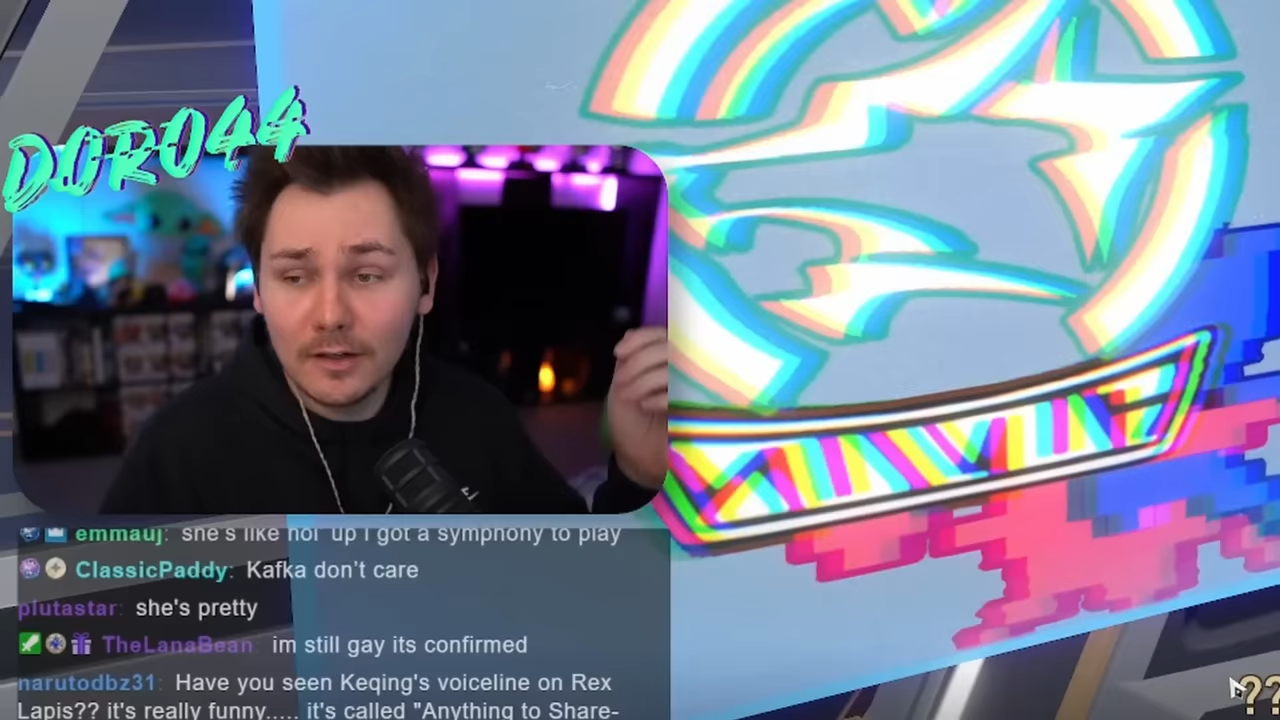 DORO44
emmauj: she's like hol' up I got a symphony to play
ClassicPaddy: Kafka don't care
plutastar: she's pretty
TheLanaBean: im still gay its confirmed
narutodbz31: Have you seen Keqing's voiceline on Rex
Lapis?? it's really funny..... it's called "Anything to Share-
??